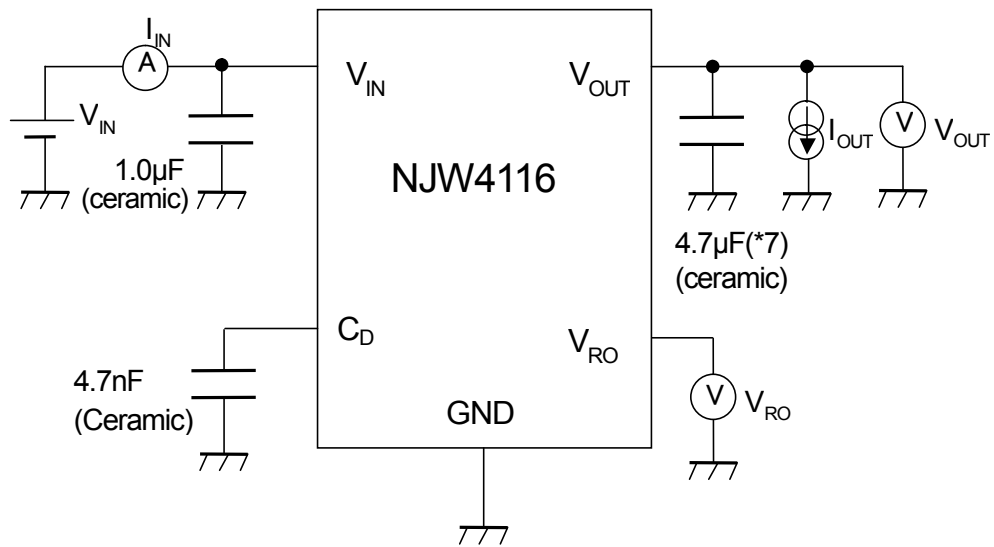 I_IN
A
V_IN
1.0µF
(ceramic)
V_IN
V_OUT
NJW4116
I_OUT
V
V_OUT
4.7µF(*7)
(ceramic)
C_D
V_RO
4.7nF
(Ceramic)
GND
V
V_RO